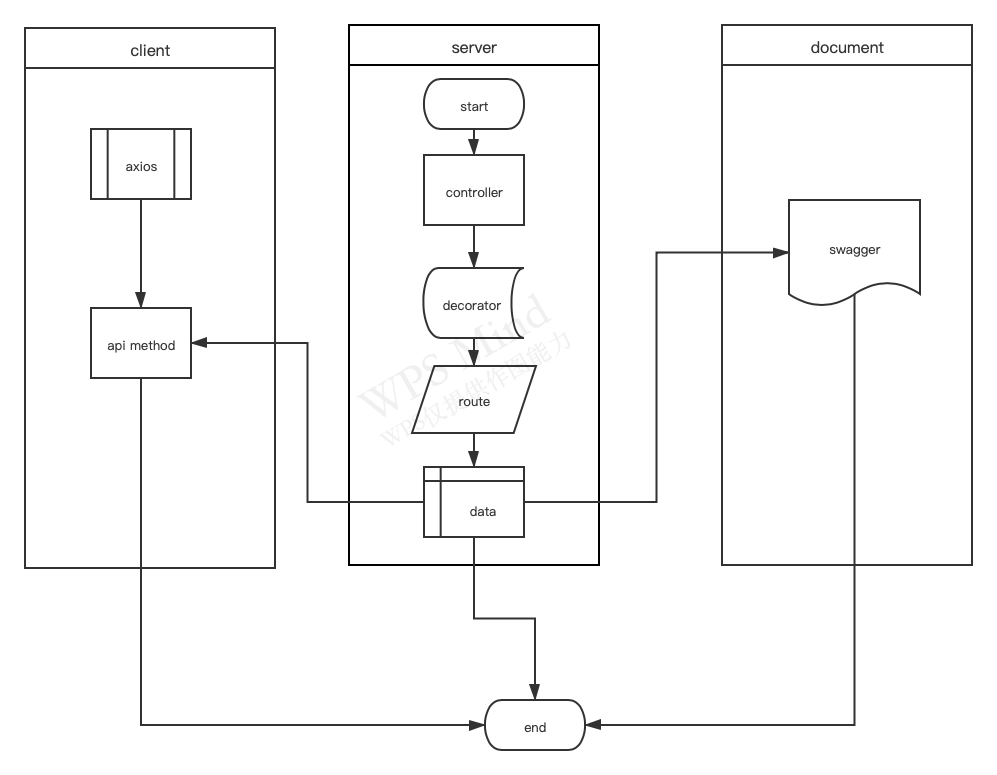 client
server
document
start
axios
controller
swagger
decorator
api method
route
data
end
WPS Mind
WPS仅提供作图能力